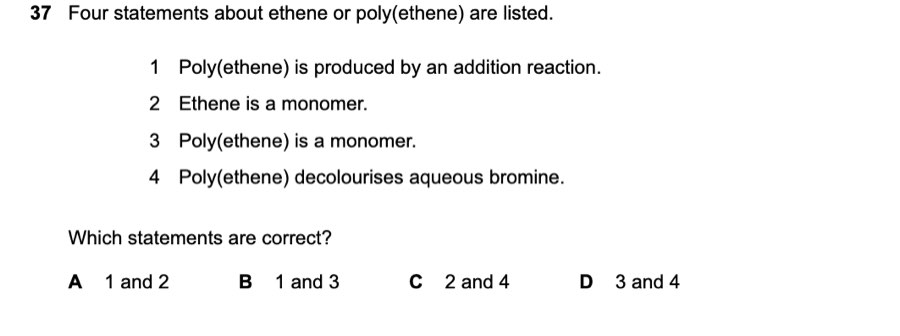 37 Four statements about ethene or poly(ethene) are listed.
1 Poly(ethene) is produced by an addition reaction.
2 Ethene is a monomer.
3 Poly(ethene) is a monomer.
4 Poly(ethene) decolourises aqueous bromine.
Which statements are correct?
A 1 and 2 B 1 and 3 C 2 and 4 D 3 and 4